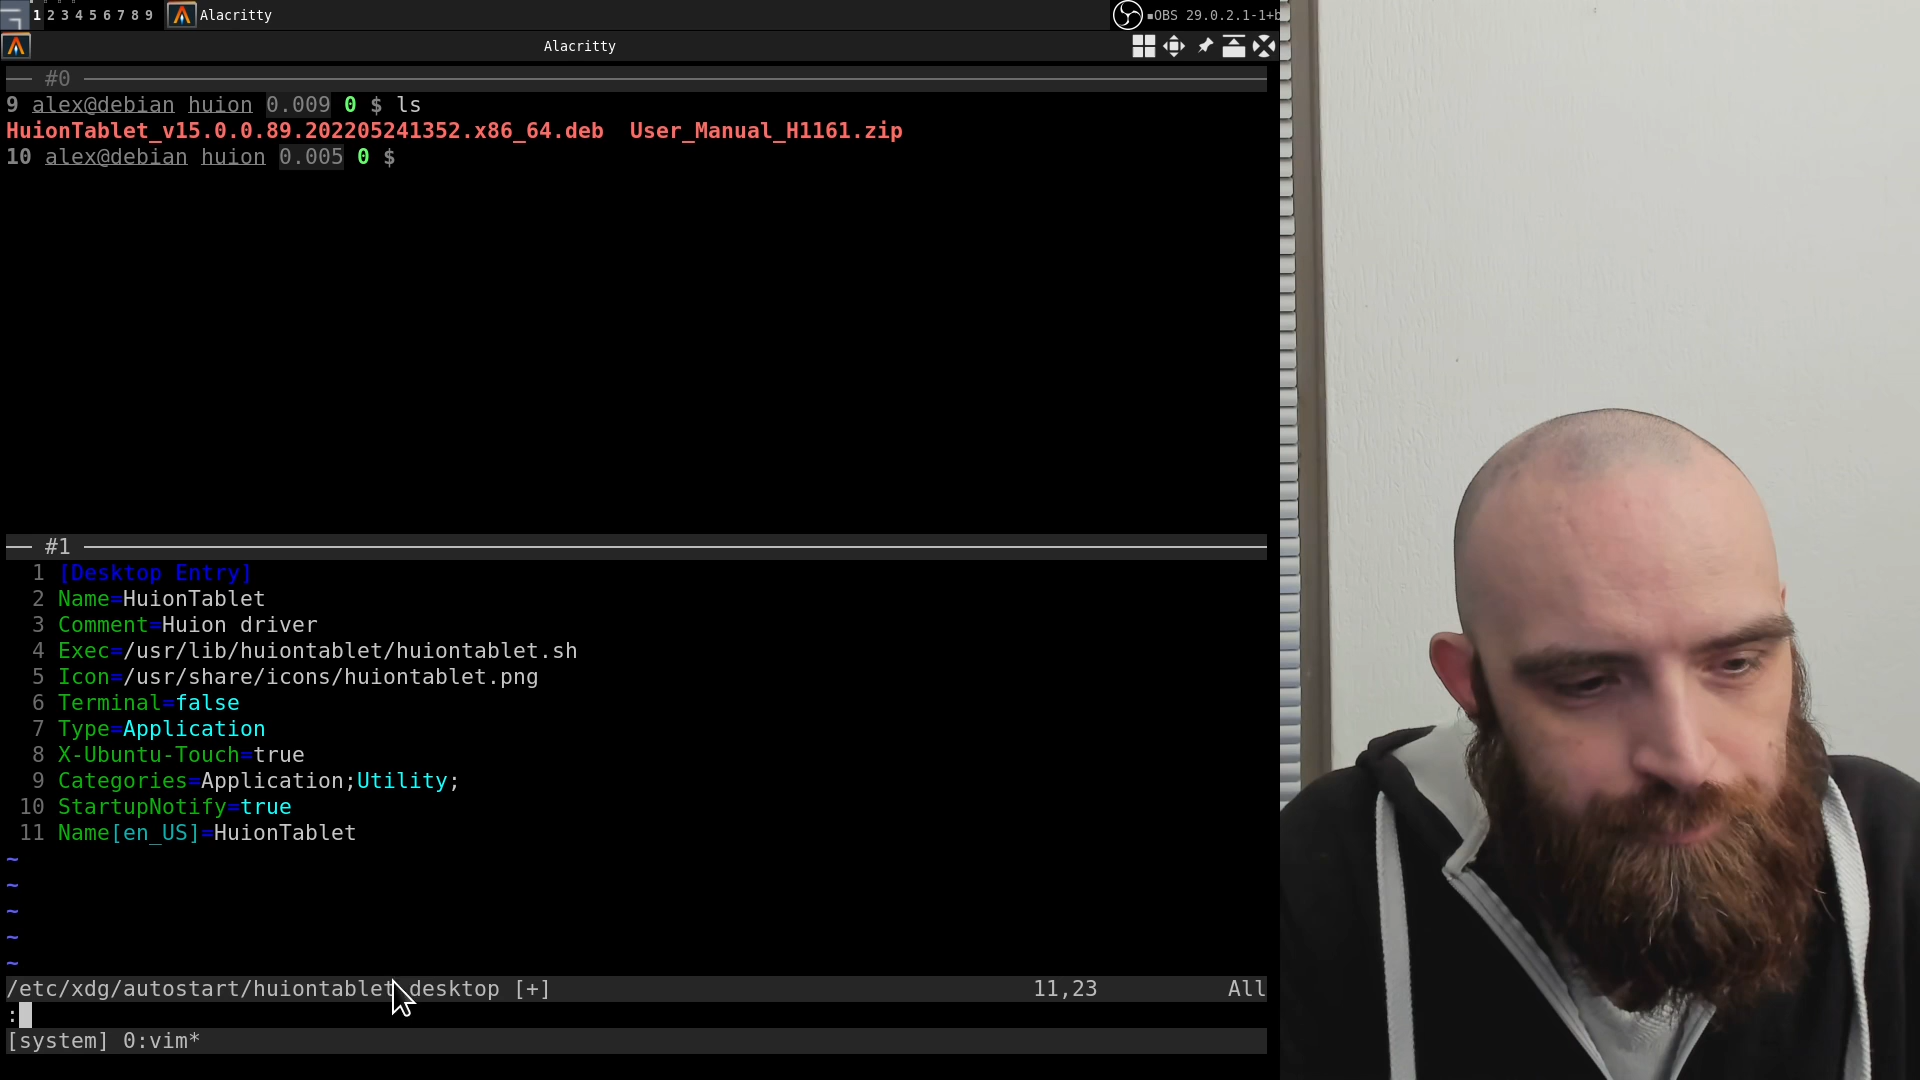 1 2 3 4 5 6 7 8 9 Alacritty
OBS 29.0.2.1-1+b
Alacritty
#0
9 alex@debian huion 0.009 0 $ ls
HuionTablet_v15.0.0.89.202205241352.x86_64.deb  User_Manual_H1161.zip
10 alex@debian huion 0.005 0 $
#1
1 [Desktop Entry]
2 Name=HuionTablet
3 Comment=Huion driver
4 Exec=/usr/lib/huiontablet/huiontablet.sh
5 Icon=/usr/share/icons/huiontablet.png
6 Terminal=false
7 Type=Application
8 X-Ubuntu-Touch=true
9 Categories=Application;Utility;
10 StartupNotify=true
11 Name[en_US]=HuionTablet
~
~
~
~
~
/etc/xdg/autostart/huiontablet.desktop [+] 11,23 All
:
[system] 0:vim*